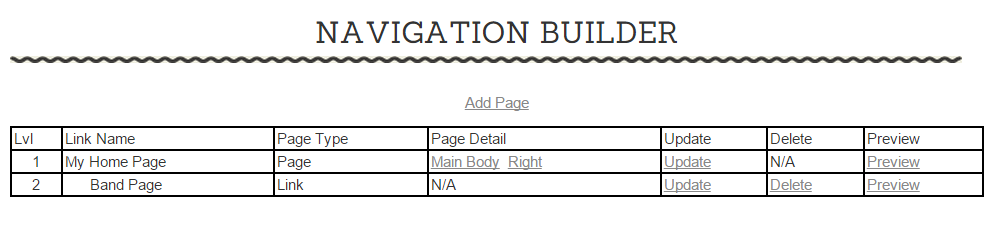 NAVIGATION BUILDER
Add Page
Lvl Link Name Page Type Page Detail Update Delete Preview
1 My Home Page Page Main Body Right Update N/A Preview
2 Band Page Link N/A Update Delete Preview